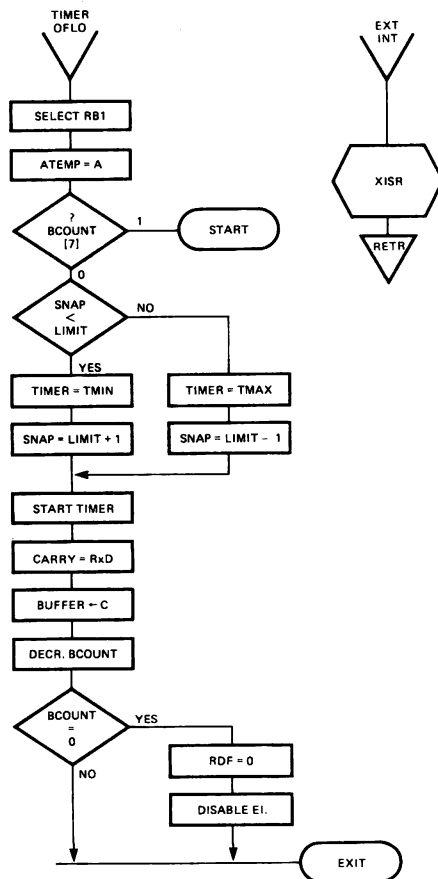 TIMER
OFLO
SELECT RB1
ATEMP = A
?
BCOUNT
[7]
1
START
0
SNAP
<
LIMIT
NO
YES
TIMER = TMIN
TIMER = TMAX
SNAP = LIMIT + 1
SNAP = LIMIT - 1
START TIMER
CARRY = RxD
BUFFER ← C
DECR. BCOUNT
BCOUNT
=
0
YES
NO
RDF = 0
DISABLE EI.
EXIT
EXT
INT
XISR
RETR